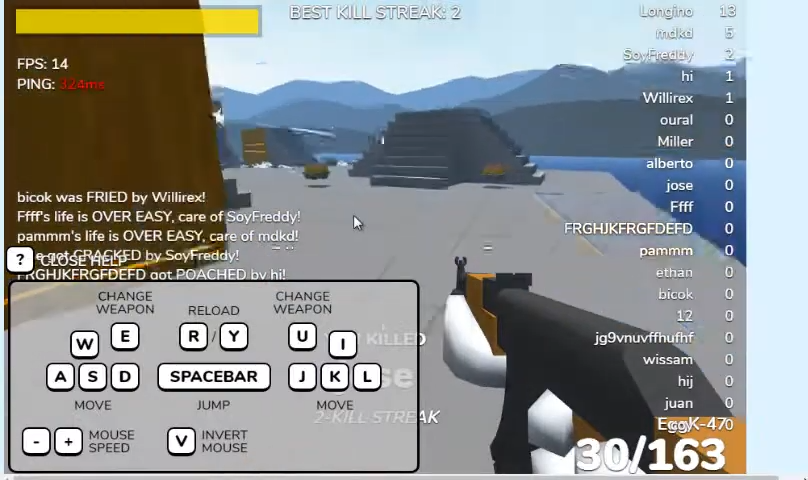 BEST KILL STREAK: 2
FPS: 14
PING: 324ms
Longino 13
mdkd 5
SoyFreddy 2
hi 1
Willirex 1
oural 0
Miller 0
alberto 0
jose 0
Ffff 0
FRGHJKFRGFDEFD 0
pammm 0
ethan 0
bicok 0
12 0
jg9vnuvffhufhf 0
wissam 0
hij 0
juan 0
0
bicok was FRIED by Willirex!
Ffff's life is OVER EASY, care of SoyFreddy!
pammm's life is OVER EASY, care of mdkd!
got CRACKED by SoyFreddy!
FRGHJKFRGFDEFD got POACHED by hi!
? CLOSE HELP
CHANGE WEAPON
RELOAD
CHANGE WEAPON
W E R / Y U I
A S D SPACEBAR J K L
MOVE JUMP MOVE
- + MOUSE SPEED
V INVERT MOUSE
KILLED
2-KILL STREAK
EggK-47
30/163